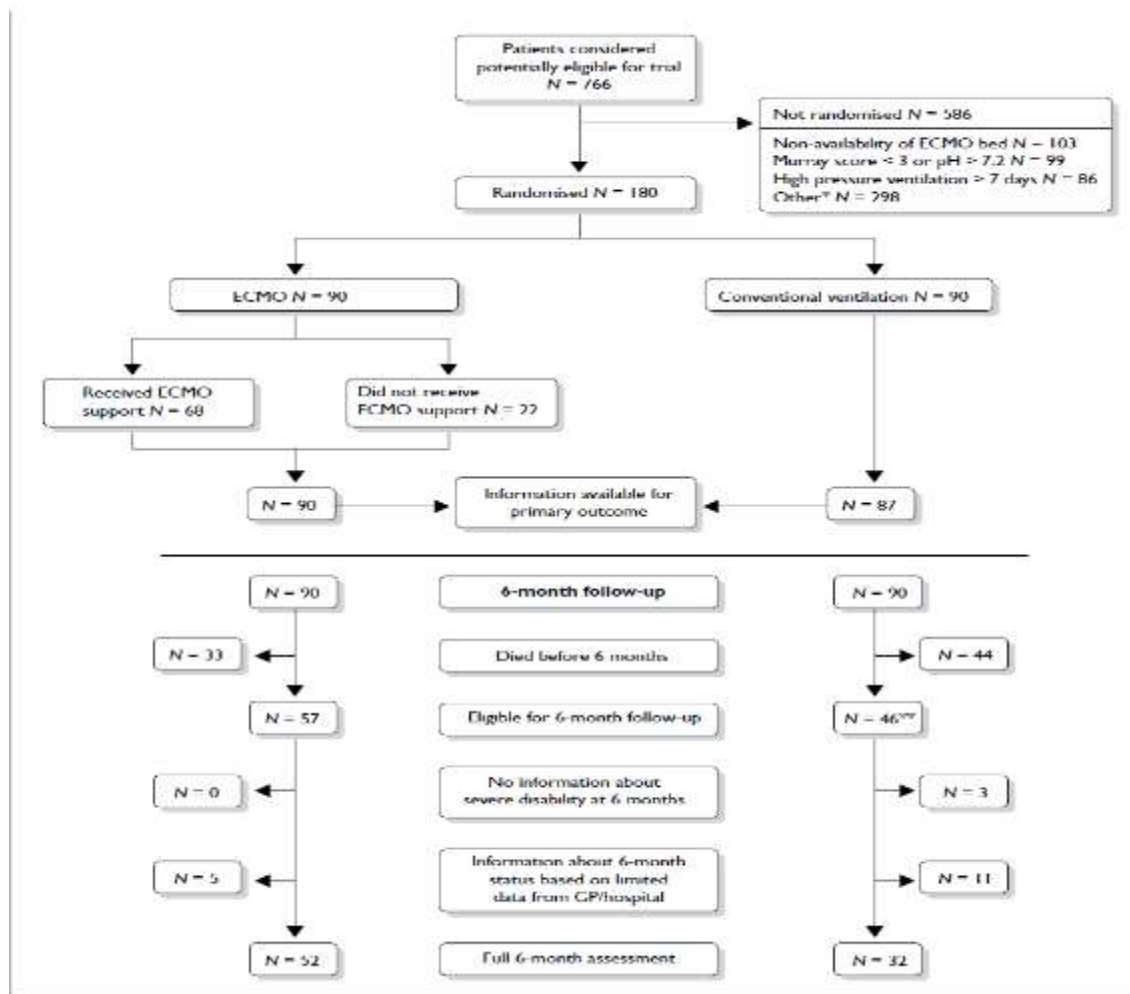 Patients considered
potentially eligible for trial
N = 766
Not randomised N = 586
Non-availability of ECMO bed N = 103
Murray score < 3 or pH > 7.2 N = 99
High pressure ventilation > 7 days N = 86
Other* N = 298
Randomised N = 180
ECMO N = 90
Conventional ventilation N = 90
Received ECMO
support N = 68
Did not receive
ECMO support N = 22
N = 90
Information available for
primary outcome
N = 87
N = 90
6-month follow-up
N = 90
N = 33
Died before 6 months
N = 44
N = 57
Eligible for 6-month follow-up
N = 46**
N = 0
No information about
severe disability at 6 months
N = 3
N = 5
Information about 6-month
status based on limited
data from GP/hospital
N = 11
N = 52
Full 6-month assessment
N = 32